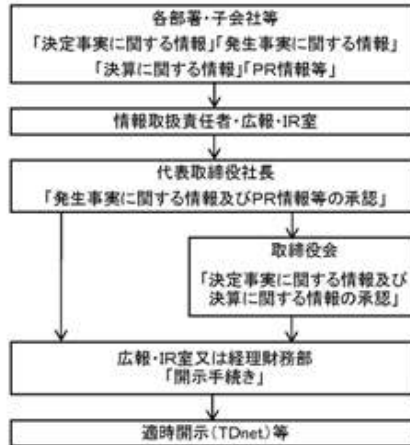 各部署・子会社等
「決定事実に関する情報」「発生事実に関する情報」
「決算に関する情報」「PR情報等」
情報取扱責任者・広報・IR室
代表取締役社長
「発生事実に関する情報及びPR情報等の承認」
取締役会
「決定事実に関する情報及び
決算に関する情報の承認」
広報・IR室又は経理財務部
「開示手続き」
適時開示(TDnet)等